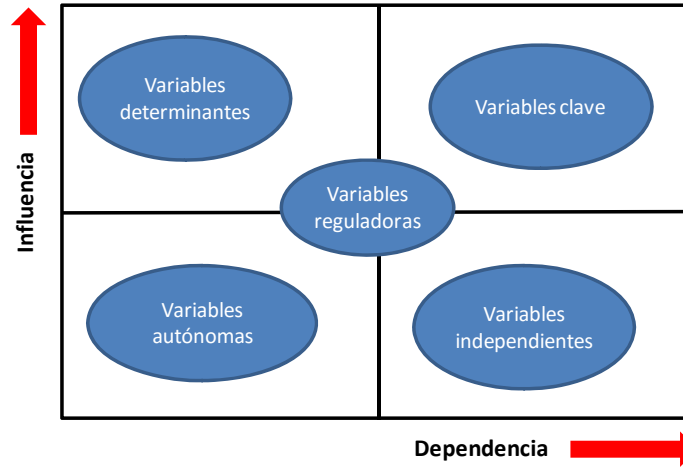 Variables
determinantes
Variables clave
Variables
reguladoras
Variables
autónomas
Variables
independientes
Influencia
Dependencia